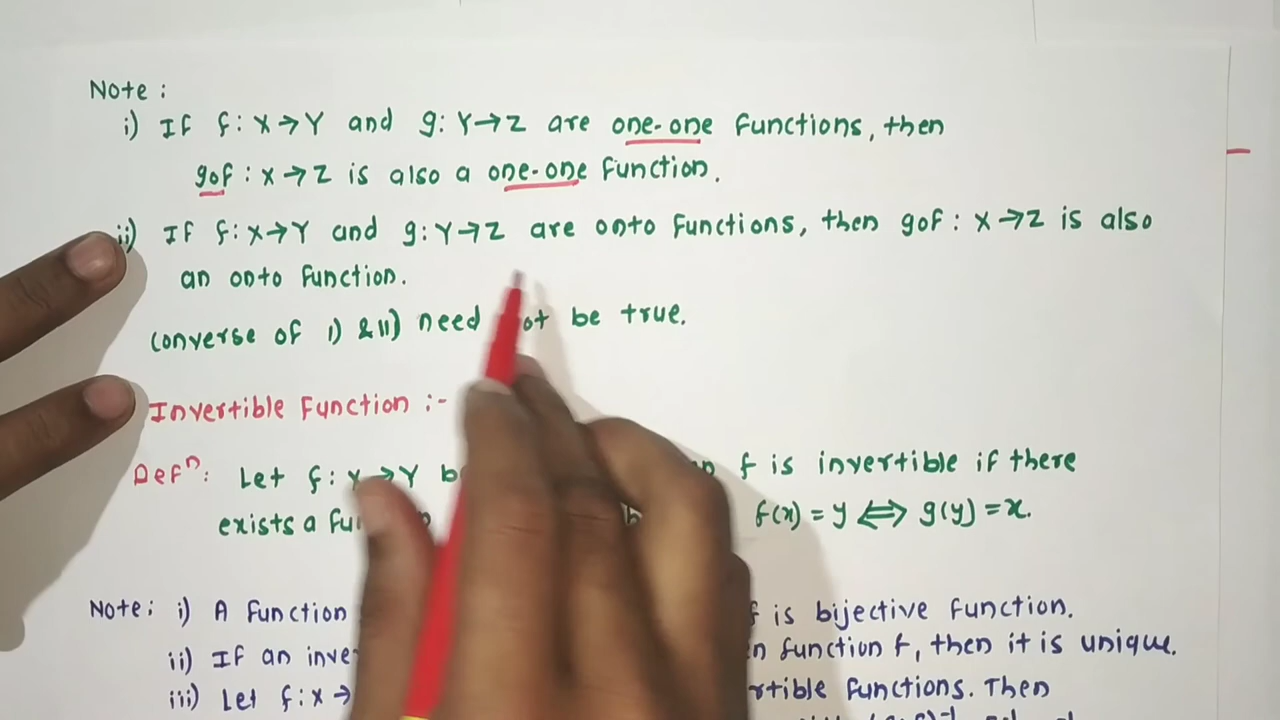 Note :
i) If f : X → Y and g : Y → Z are one-one functions, then
gof : X → Z is also a one-one function.
ii) If f : X → Y and g : Y → Z are onto functions, then gof : X → Z is also
an onto function.
Converse of i) & ii) need be true.
Invertible Function :-
Defⁿ : Let f : X → Y f is invertible if there
exists a f(x) = y ⟺ g(y) = x.
Note : i) A function f is bijective function.
ii) If an function f, then it is unique.
iii) Let f : X → functions. Then